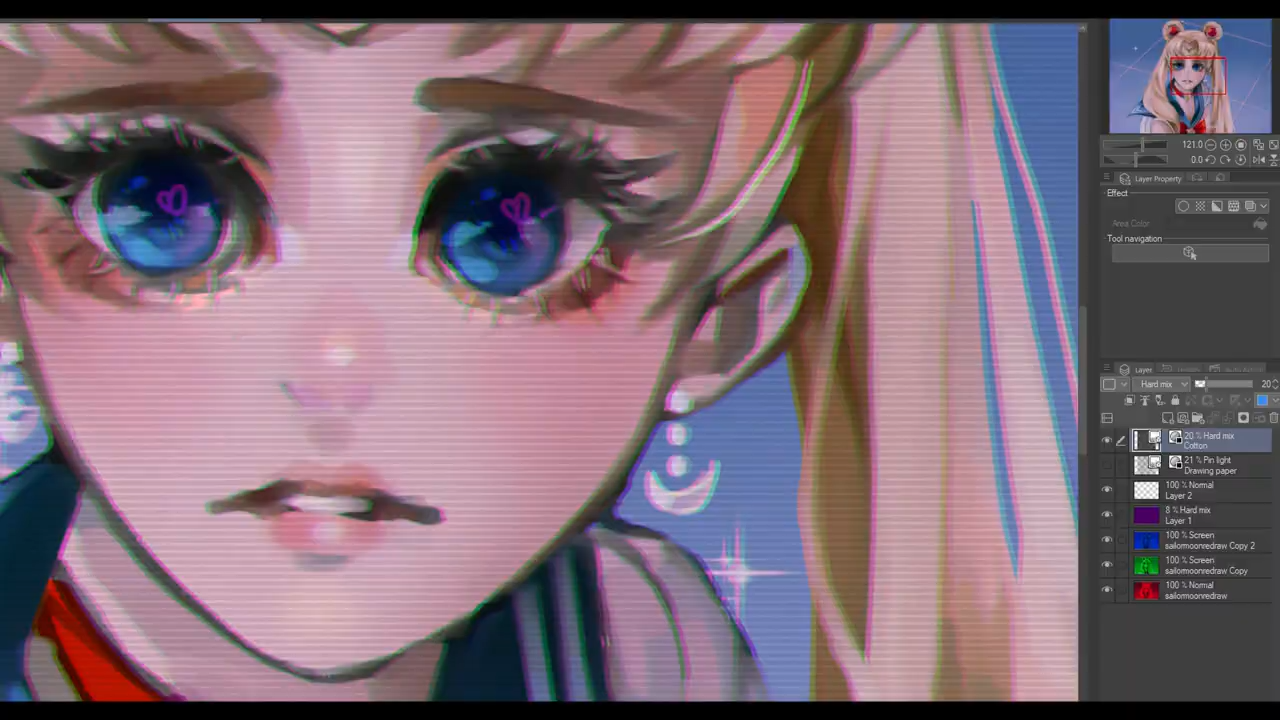 121.0
0.0
Layer Property
Effect
Area Color
Tool navigation
Layer
Hard mix
20
20 % Hard mix
Cotton
21 % Pin light
Drawing paper
100 % Normal
Layer 2
8 % Hard mix
Layer 1
100 % Screen
sailormoonredraw Copy 2
100 % Screen
sailormoonredraw Copy
100 % Normal
sailormoonredraw